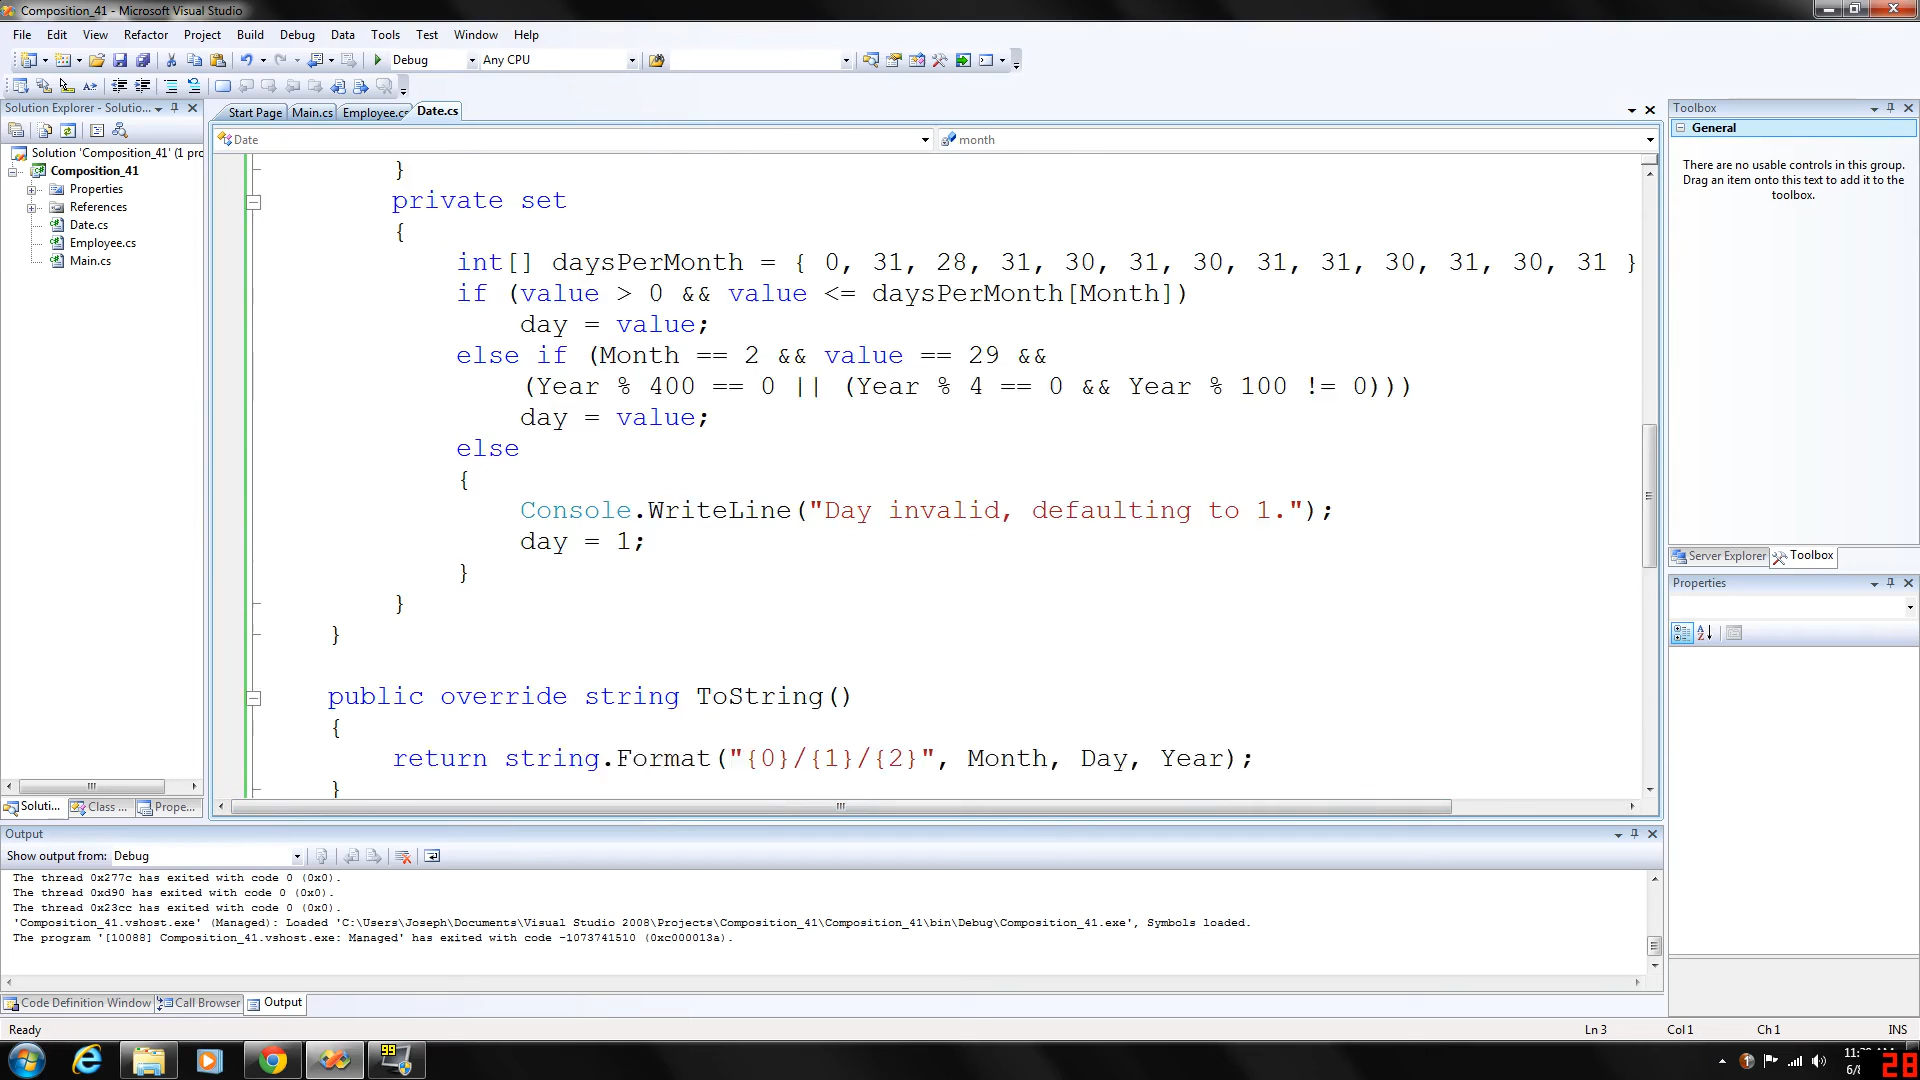 Composition_41 - Microsoft Visual Studio
File Edit View Refactor Project Build Debug Data Tools Test Window Help
Debug Any CPU
Solution Explorer - Solutio...
Start Page Main.cs Employee.cs Date.cs
Toolbox
Date month
General
There are no usable controls in this group. Drag an item onto this text to add it to the toolbox.
Solution 'Composition_41' (1 pro
Composition_41
Properties
References
Date.cs
Employee.cs
Main.cs
}
private set
{
int[] daysPerMonth = { 0, 31, 28, 31, 30, 31, 30, 31, 31, 30, 31, 30, 31 }
if (value > 0 && value <= daysPerMonth[Month])
day = value;
else if (Month == 2 && value == 29 &&
(Year % 400 == 0 || (Year % 4 == 0 && Year % 100 != 0)))
day = value;
else
{
Console.WriteLine("Day invalid, defaulting to 1.");
day = 1;
}
}
}
public override string ToString()
{
return string.Format("{0}/{1}/{2}", Month, Day, Year);
}
Server Explorer Toolbox
Properties
Soluti... Class ... Prope...
Output
Show output from: Debug
The thread 0x277c has exited with code 0 (0x0).
The thread 0xd90 has exited with code 0 (0x0).
The thread 0x23cc has exited with code 0 (0x0).
'Composition_41.vshost.exe' (Managed): Loaded 'C:\Users\Joseph\Documents\Visual Studio 2008\Projects\Composition_41\Composition_41\bin\Debug\Composition_41.exe', Symbols loaded.
The program '[10088] Composition_41.vshost.exe: Managed' has exited with code -1073741510 (0xc000013a).
Code Definition Window Call Browser Output
Ready Ln 3 Col 1 Ch 1 INS
99
28